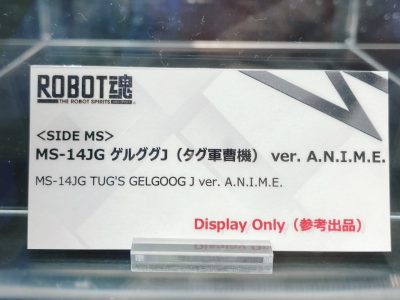 ROBOT魂
THE ROBOT SPIRITS
<SIDE MS>
MS-14JG ゲルググJ（タグ軍曹機） ver. A.N.I.M.E.
MS-14JG TUG'S GELGOOG J ver. A.N.I.M.E.
Display Only（参考出品）